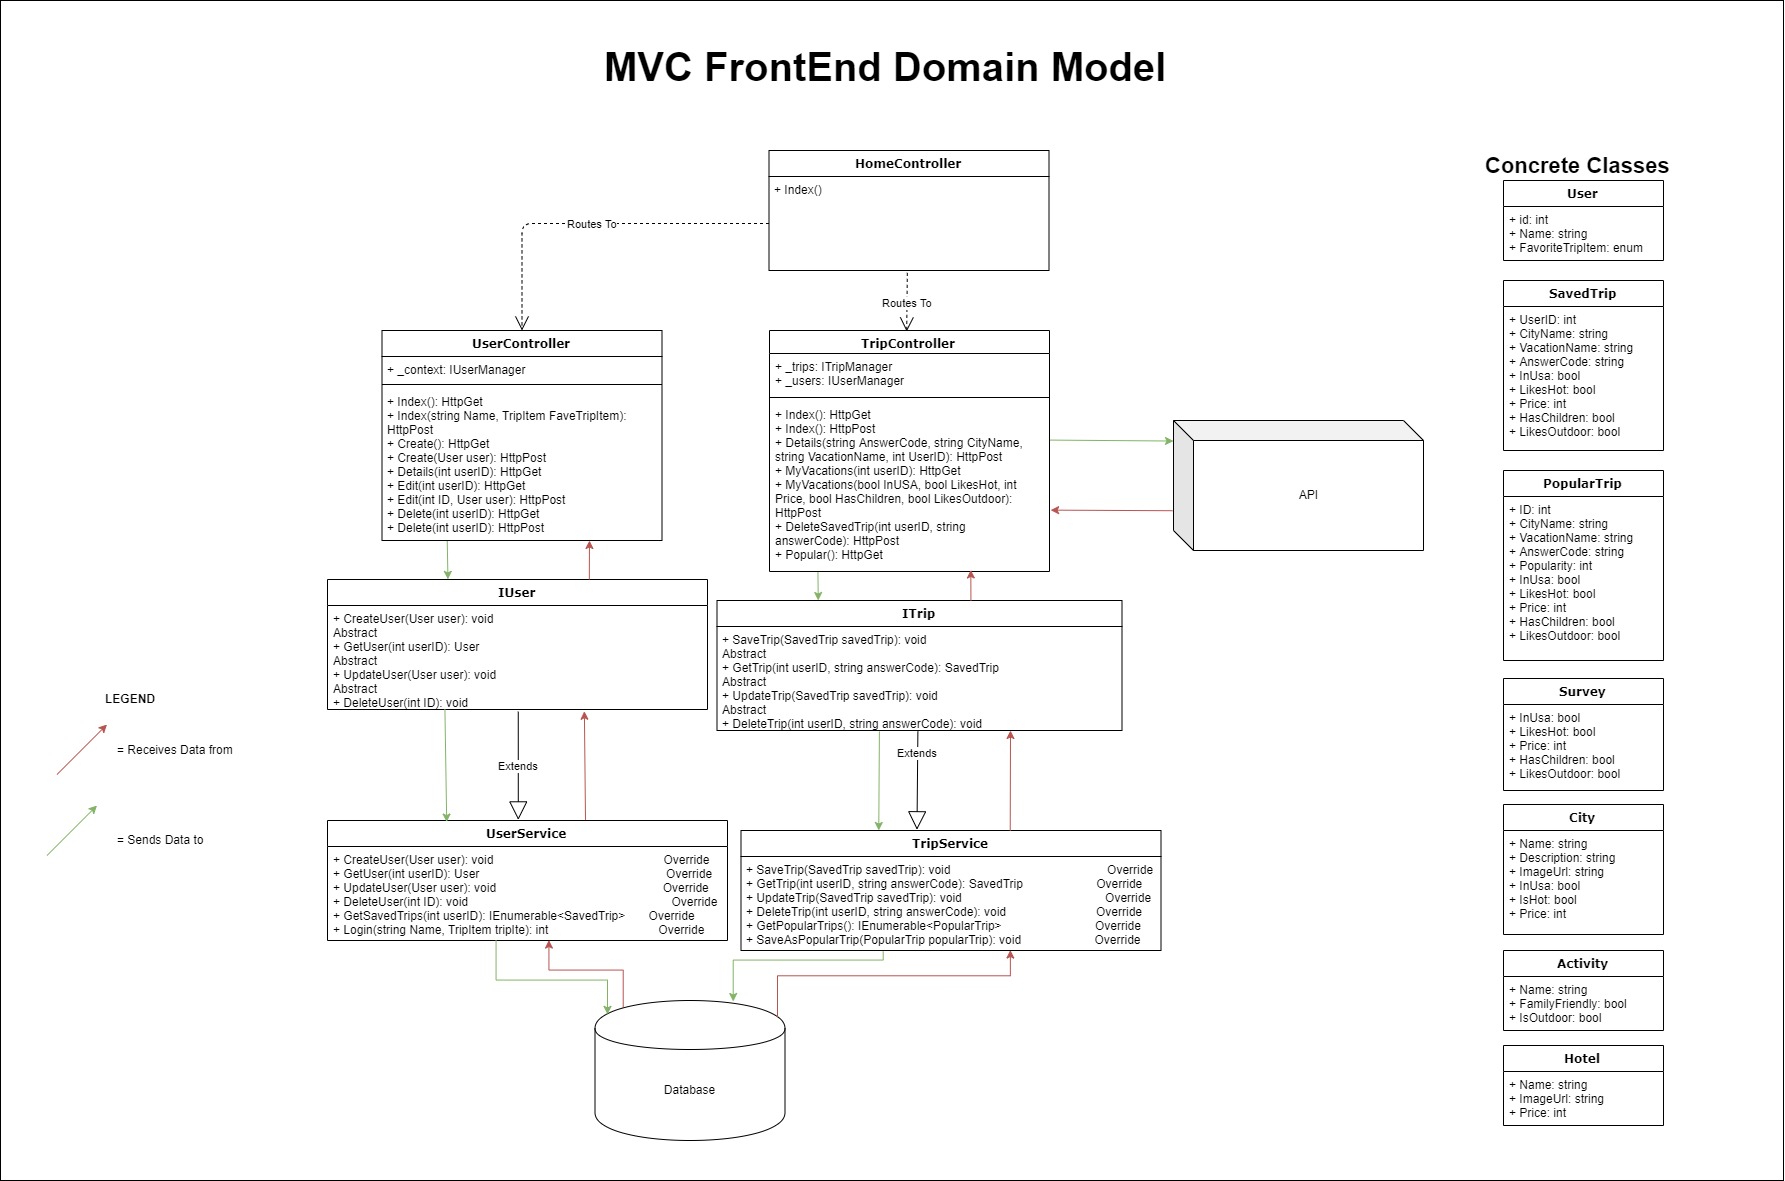 MVC FrontEnd Domain Model
HomeController
+ Index()
Routes To
Routes To
UserController
+ _context: IUserManager
+ Index(): HttpGet
+ Index(string Name, TripItem FaveTripItem):
HttpPost
+ Create(): HttpGet
+ Create(User user): HttpPost
+ Details(int userID): HttpGet
+ Edit(int userID): HttpGet
+ Edit(int ID, User user): HttpPost
+ Delete(int userID): HttpGet
+ Delete(int userID): HttpPost
TripController
+ _trips: ITripManager
+ _users: IUserManager
+ Index(): HttpGet
+ Index(): HttpPost
+ Details(string AnswerCode, string CityName,
string VacationName, int UserID): HttpPost
+ MyVacations(int userID): HttpGet
+ MyVacations(bool InUSA, bool LikesHot, int
Price, bool HasChildren, bool LikesOutdoor):
HttpPost
+ DeleteSavedTrip(int userID, string
answerCode): HttpPost
+ Popular(): HttpGet
API
IUser
+ CreateUser(User user): void
Abstract
+ GetUser(int userID): User
Abstract
+ UpdateUser(User user): void
Abstract
+ DeleteUser(int ID): void
ITrip
+ SaveTrip(SavedTrip savedTrip): void
Abstract
+ GetTrip(int userID, string answerCode): SavedTrip
Abstract
+ UpdateTrip(SavedTrip savedTrip): void
Abstract
+ DeleteTrip(int userID, string answerCode): void
LEGEND
= Receives Data from
= Sends Data to
Extends
Extends
UserService
+ CreateUser(User user): void Override
+ GetUser(int userID): User Override
+ UpdateUser(User user): void Override
+ DeleteUser(int ID): void Override
+ GetSavedTrips(int userID): IEnumerable<SavedTrip> Override
+ Login(string Name, TripItem tripIte): int Override
TripService
+ SaveTrip(SavedTrip savedTrip): void Override
+ GetTrip(int userID, string answerCode): SavedTrip Override
+ UpdateTrip(SavedTrip savedTrip): void Override
+ DeleteTrip(int userID, string answerCode): void Override
+ GetPopularTrips(): IEnumerable<PopularTrip> Override
+ SaveAsPopularTrip(PopularTrip popularTrip): void Override
Database
Concrete Classes
User
+ id: int
+ Name: string
+ FavoriteTripItem: enum
SavedTrip
+ UserID: int
+ CityName: string
+ VacationName: string
+ AnswerCode: string
+ InUsa: bool
+ LikesHot: bool
+ Price: int
+ HasChildren: bool
+ LikesOutdoor: bool
PopularTrip
+ ID: int
+ CityName: string
+ VacationName: string
+ AnswerCode: string
+ Popularity: int
+ InUsa: bool
+ LikesHot: bool
+ Price: int
+ HasChildren: bool
+ LikesOutdoor: bool
Survey
+ InUsa: bool
+ LikesHot: bool
+ Price: int
+ HasChildren: bool
+ LikesOutdoor: bool
City
+ Name: string
+ Description: string
+ ImageUrl: string
+ InUsa: bool
+ IsHot: bool
+ Price: int
Activity
+ Name: string
+ FamilyFriendly: bool
+ IsOutdoor: bool
Hotel
+ Name: string
+ ImageUrl: string
+ Price: int